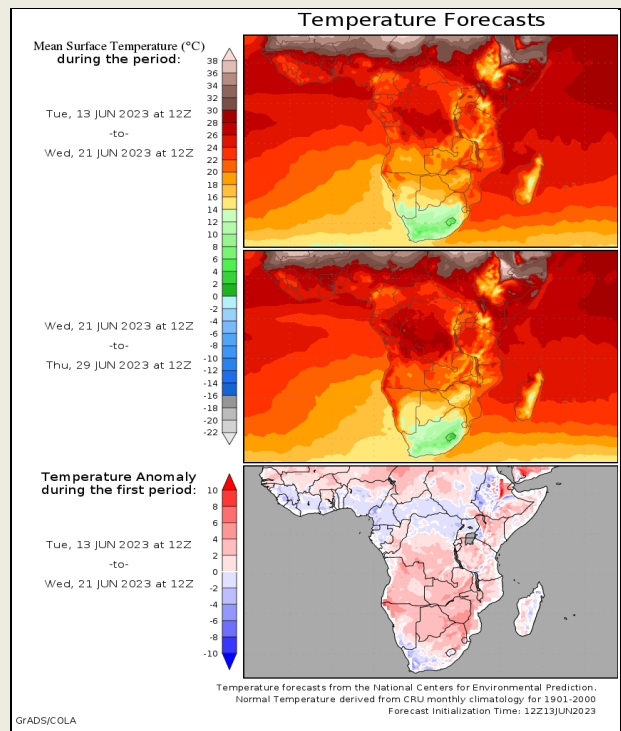 Temperature Forecasts
Mean Surface Temperature (°C)
during the period:
Tue, 13 JUN 2023 at 12Z
-to-
Wed, 21 JUN 2023 at 12Z
38
36
34
32
30
28
26
24
22
20
18
16
14
12
10
8
6
4
2
0
-2
-4
-6
-8
-10
-12
-14
-16
-18
-20
-22
Wed, 21 JUN 2023 at 12Z
-to-
Thu, 29 JUN 2023 at 12Z
Temperature Anomaly
during the first period:
Tue, 13 JUN 2023 at 12Z
-to-
Wed, 21 JUN 2023 at 12Z
10
8
6
4
2
0
-2
-4
-6
-8
-10
Temperature forecasts from the National Centers for Environmental Prediction.
Normal Temperature derived from CRU monthly climatology for 1901-2000
Forecast Initialization Time: 12Z13JUN2023
GrADS/COLA